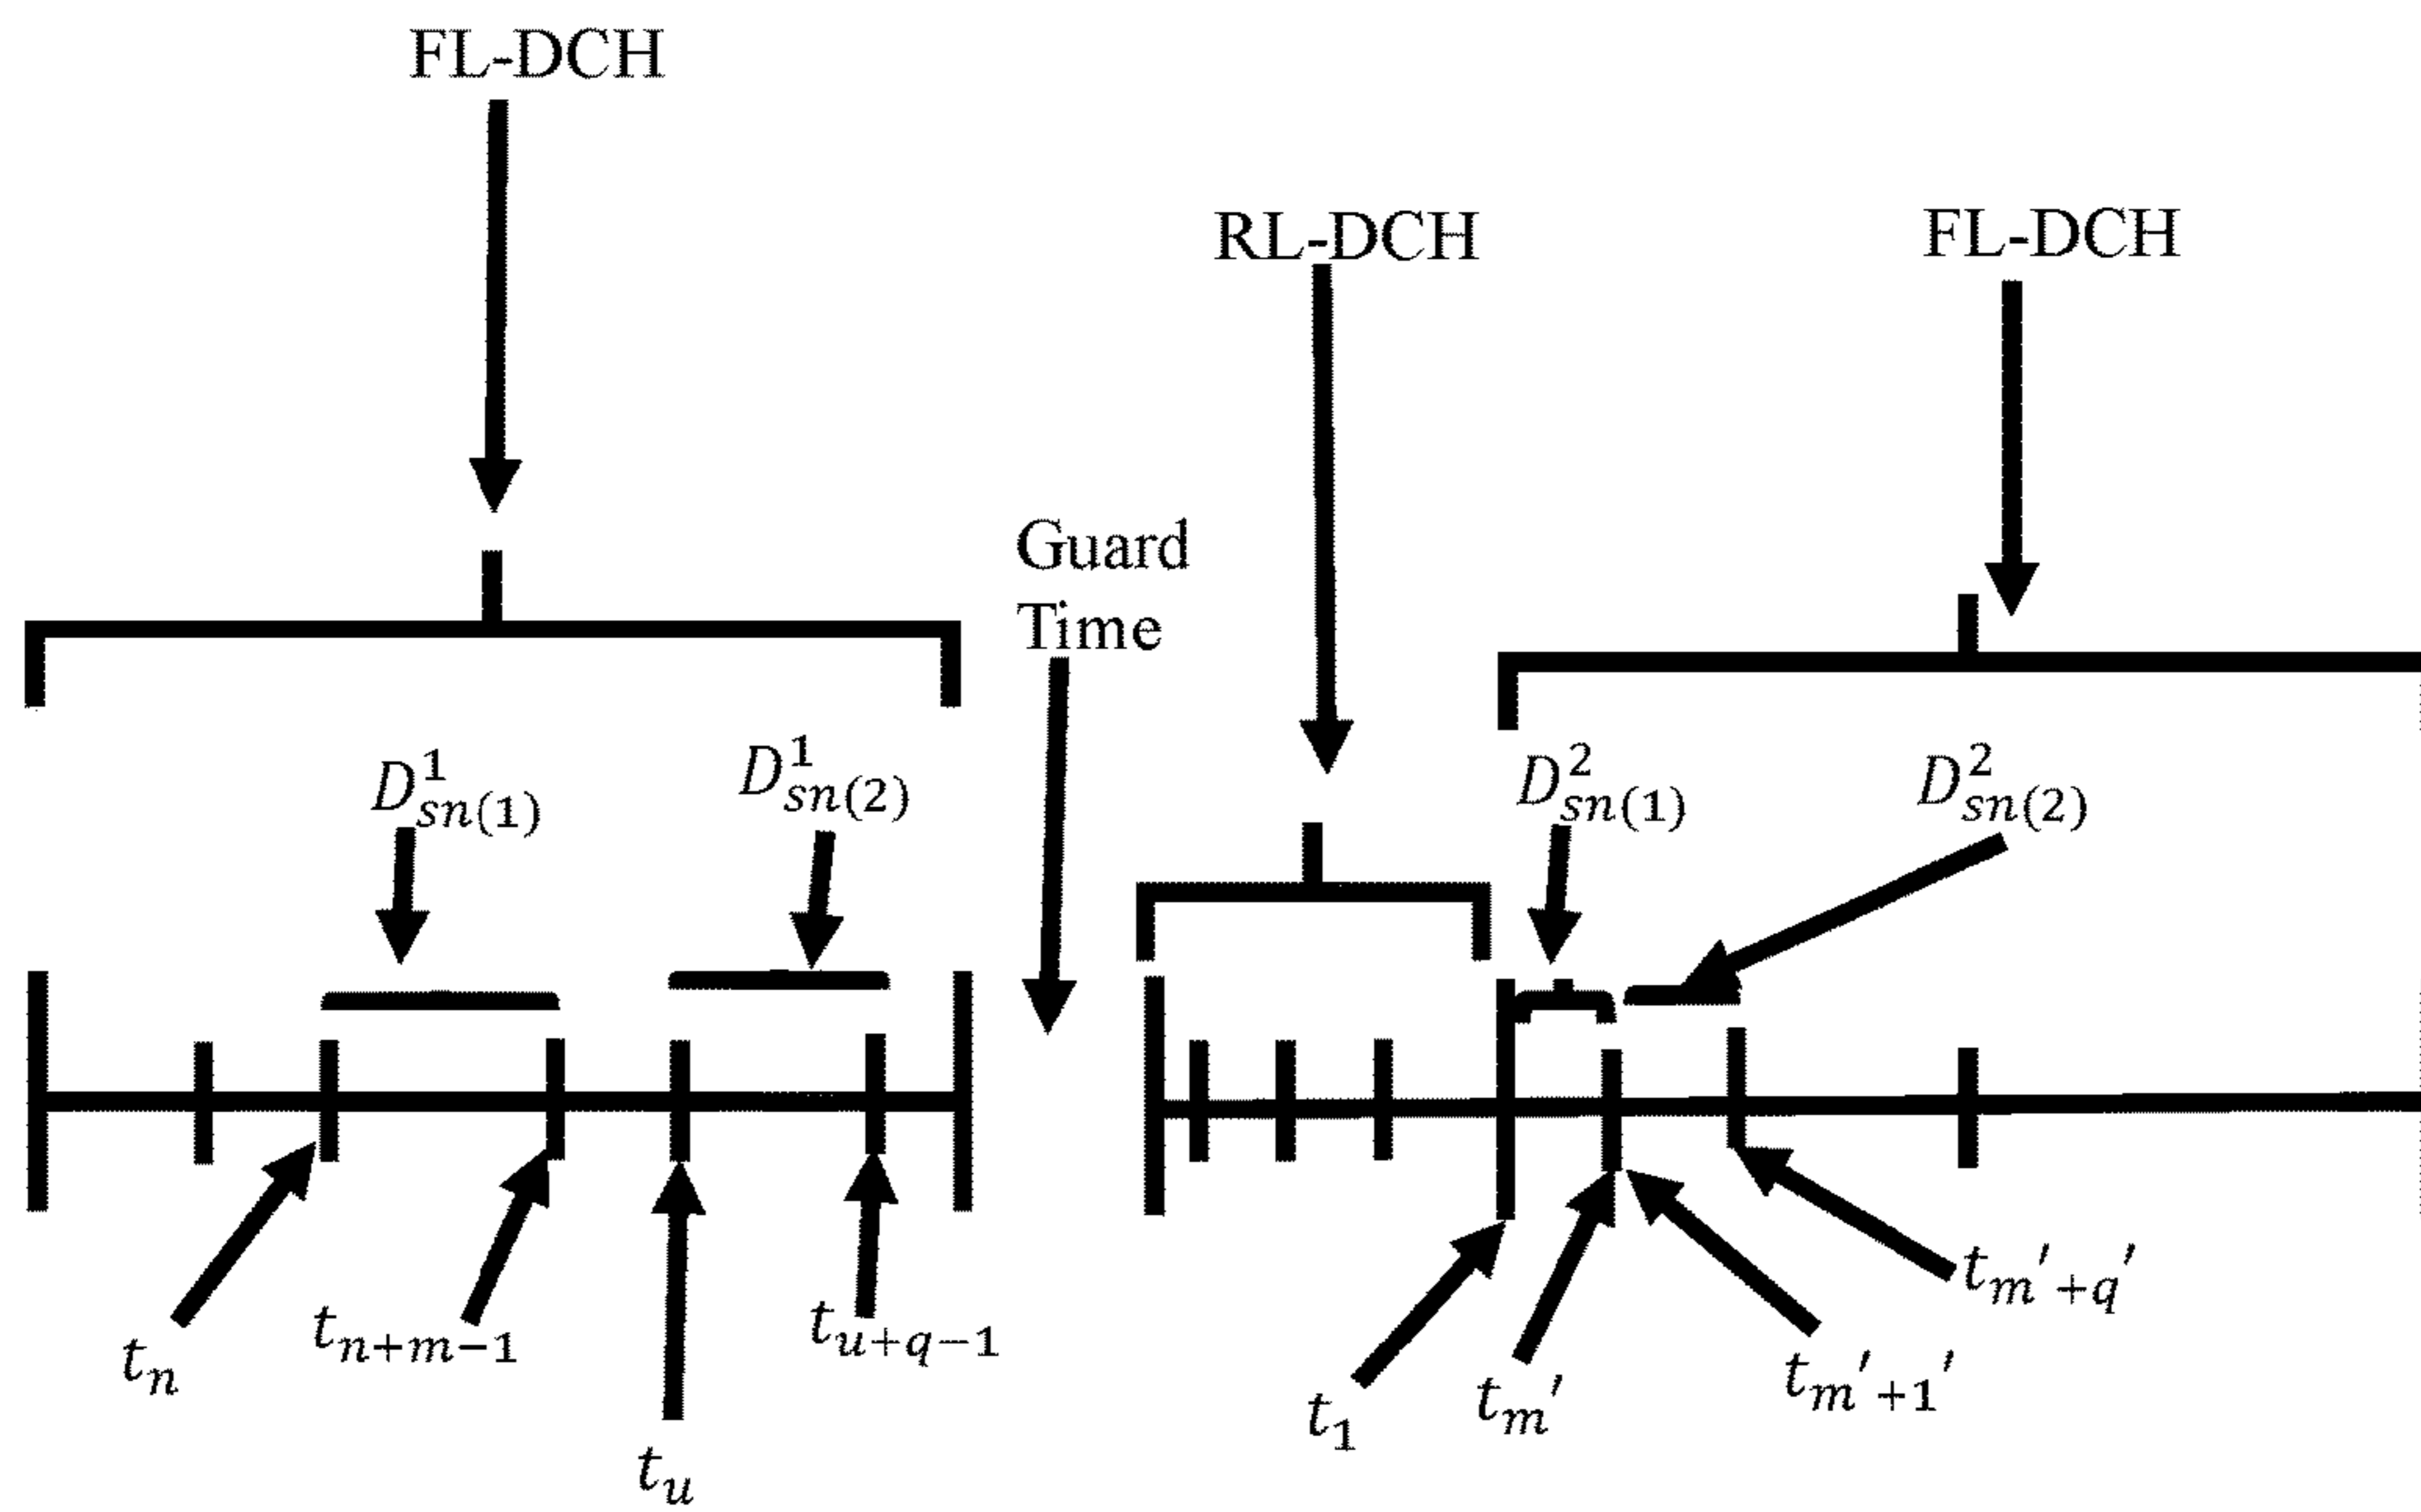 FL-DCH
RL-DCH
FL-DCH
Guard
Time
D^1_{sn(1)}
D^1_{sn(2)}
D^2_{sn(1)}
D^2_{sn(2)}
t_n
t_{n+m-1}
t_u
t_{u+q-1}
t_1
t_{m'}
t_{m'+1'}
t_{m'+q'}